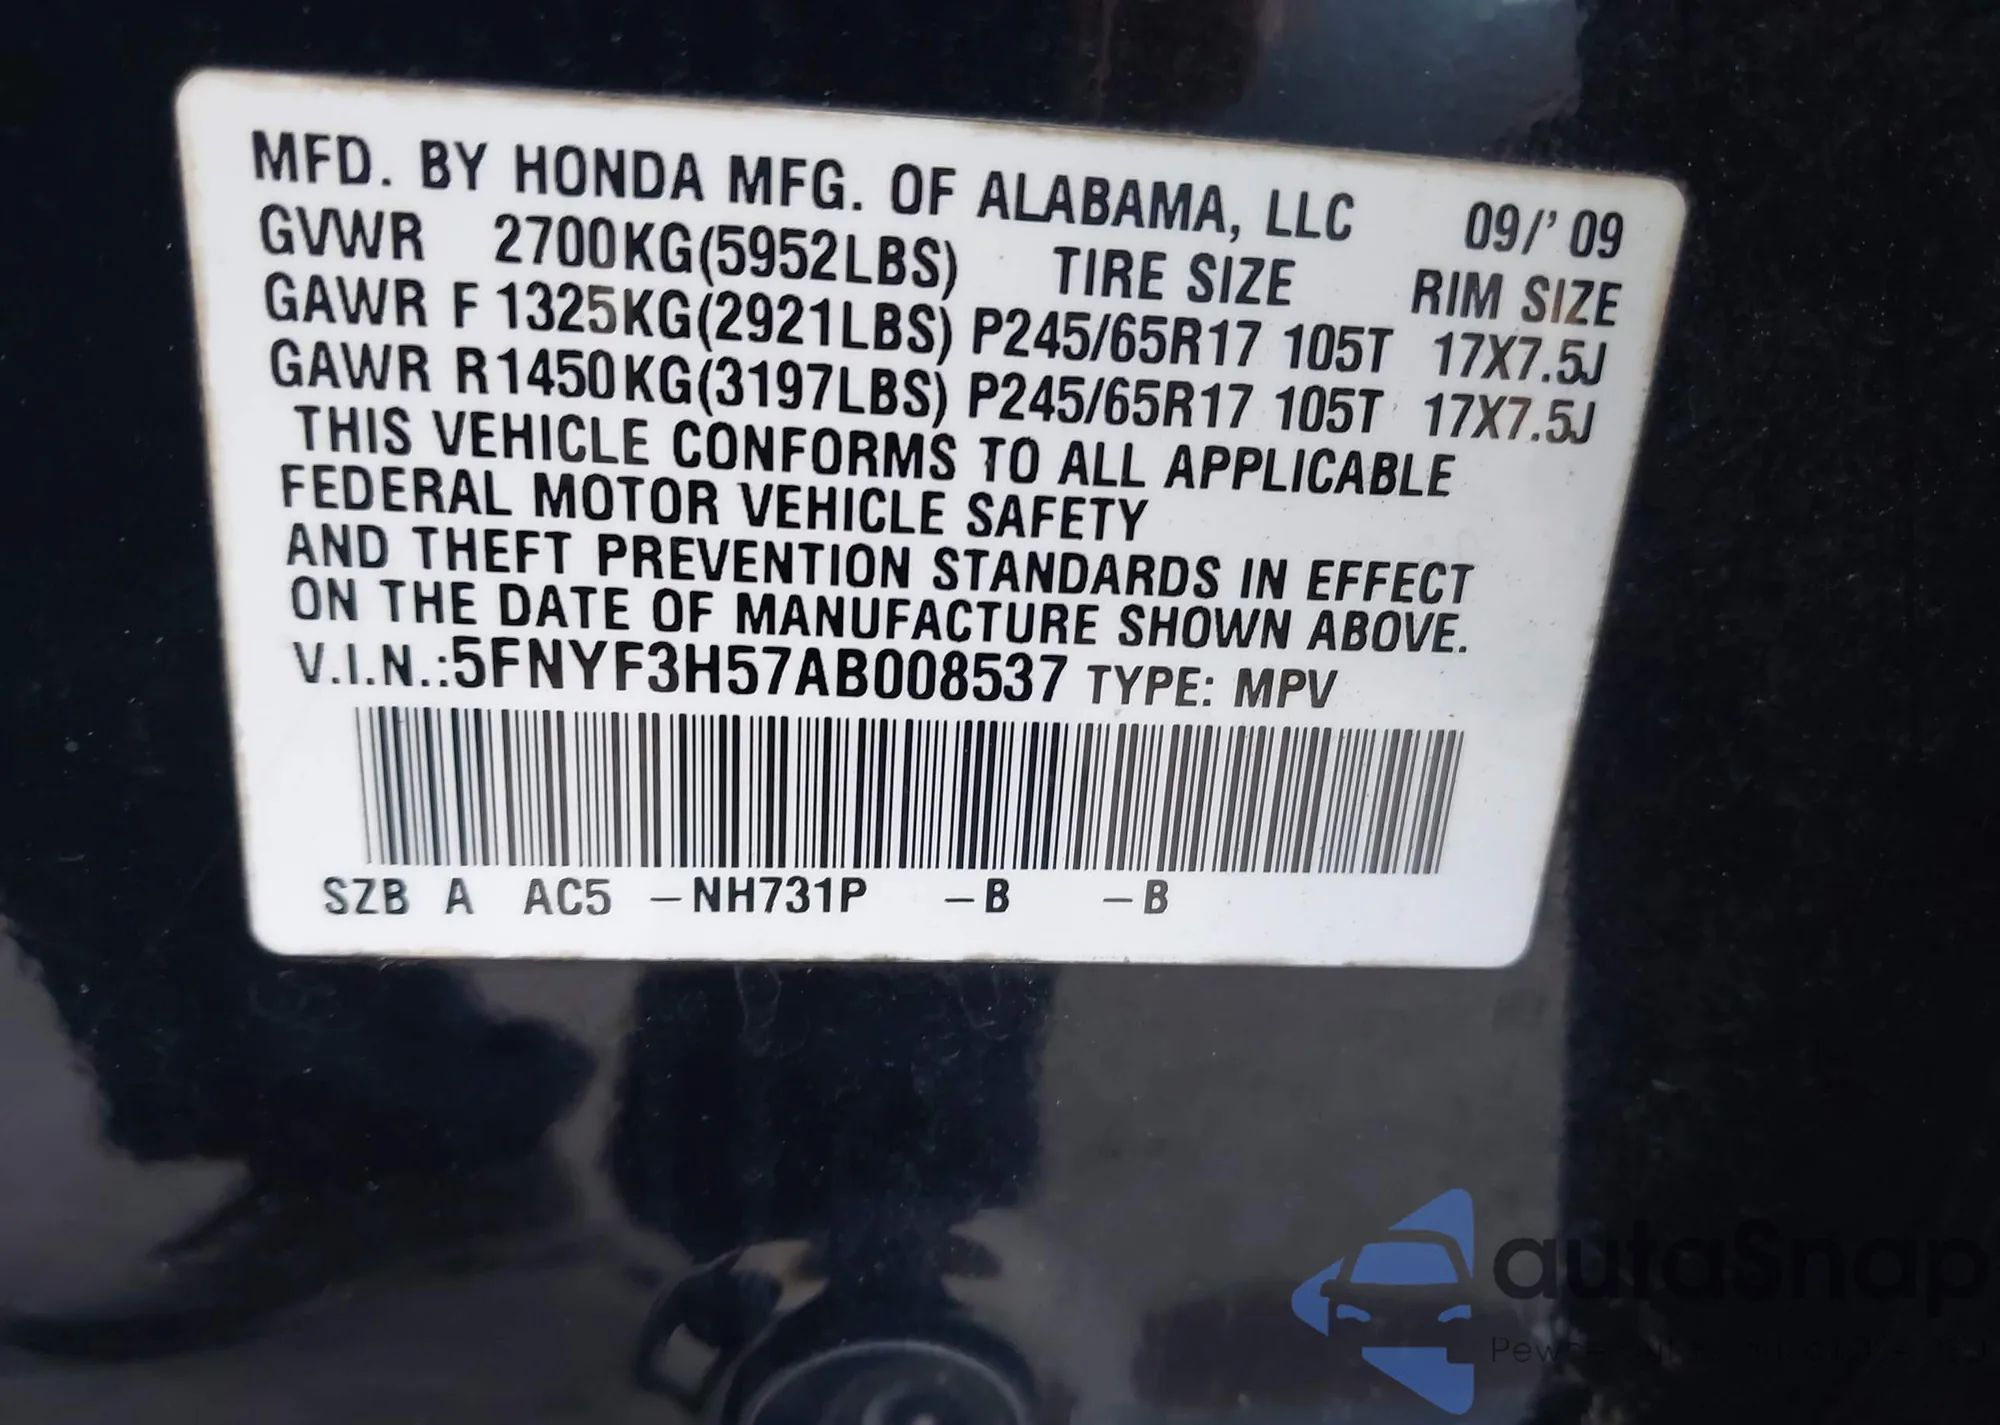 MFD. BY HONDA MFG. OF ALABAMA, LLC 09/'09
GVWR 2700KG(5952LBS) TIRE SIZE RIM SIZE
GAWR F 1325KG(2921LBS) P245/65R17 105T 17X7.5J
GAWR R 1450KG(3197LBS) P245/65R17 105T 17X7.5J
THIS VEHICLE CONFORMS TO ALL APPLICABLE
FEDERAL MOTOR VEHICLE SAFETY
AND THEFT PREVENTION STANDARDS IN EFFECT
ON THE DATE OF MANUFACTURE SHOWN ABOVE.
V.I.N.:5FNYF3H57AB008537 TYPE: MPV
SZB A AC5 -NH731P -B -B
autaSnap